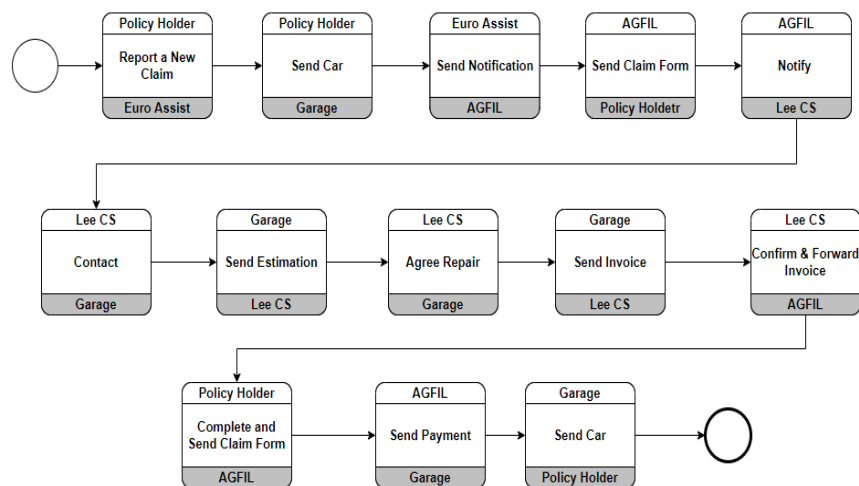 Policy Holder
Report a New
Claim
Euro Assist
Policy Holder
Send Car
Garage
Euro Assist
Send Notification
AGFIL
AGFIL
Send Claim Form
Policy Holdetr
AGFIL
Notify
Lee CS
Lee CS
Contact
Garage
Garage
Send Estimation
Lee CS
Lee CS
Agree Repair
Garage
Garage
Send Invoice
Lee CS
Lee CS
Confirm & Forward
Invoice
AGFIL
Policy Holder
Complete and
Send Claim Form
AGFIL
AGFIL
Send Payment
Garage
Garage
Send Car
Policy Holder